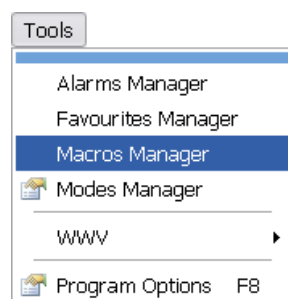 Tools
Alarms Manager
Favourites Manager
Macros Manager
Modes Manager
WWV
Program Options F8